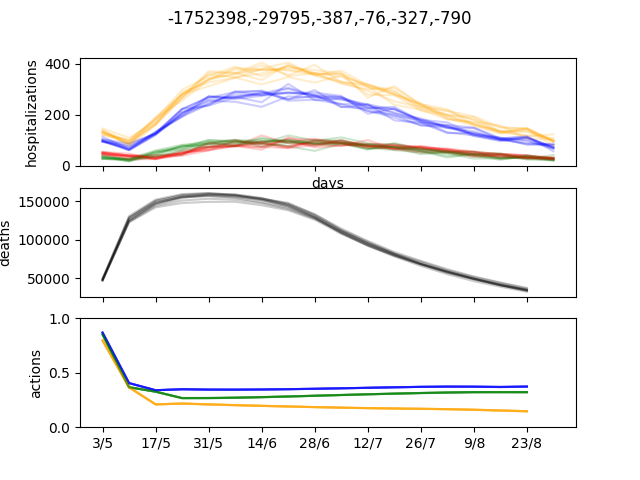 -1752398,-29795,-387,-76,-327,-790
400
200
0
hospitalizations
days
150000
100000
50000
deaths
1.0
0.5
0.0
actions
3/5 17/5 31/5 14/6 28/6 12/7 26/7 9/8 23/8